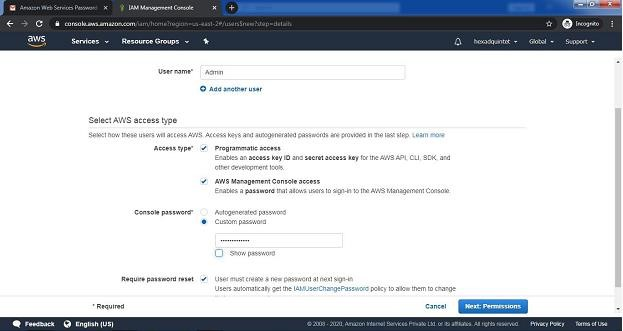 Amazon Web Services Password
IAM Management Console
console.aws.amazon.com/iam/home?region=us-east-2#/users$new?step=details
Incognito
aws
Services
Resource Groups
hexadquintet
Global
Support
User name*
Admin
Add another user
Select AWS access type
Select how these users will access AWS. Access keys and autogenerated passwords are provided in the last step. Learn more
Access type*
Programmatic access
Enables an access key ID and secret access key for the AWS API, CLI, SDK, and
other development tools.
AWS Management Console access
Enables a password that allows users to sign-in to the AWS Management Console.
Console password*
Autogenerated password
Custom password
•••••••••••••
Show password
Require password reset
User must create a new password at next sign-in
Users automatically get the IAMUserChangePassword policy to allow them to change
* Required
Cancel
Next: Permissions
Feedback
English (US)
© 2008 - 2020, Amazon Internet Services Private Ltd. or its affiliates. All rights reserved.
Privacy Policy
Terms of Use